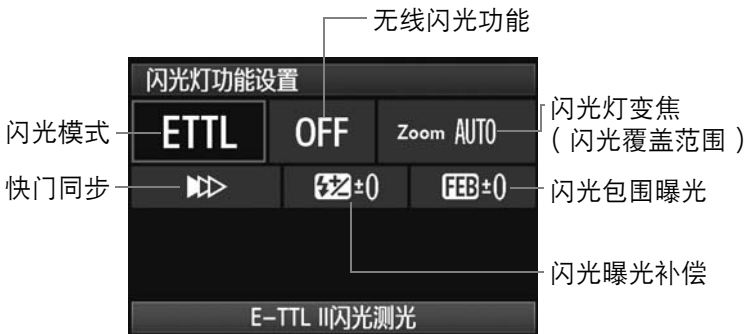 无线闪光功能
闪光灯功能设置
闪光模式
ETTL
OFF
Zoom AUTO
闪光灯变焦
（闪光覆盖范围）
快门同步
±0
FEB±0
闪光包围曝光
闪光曝光补偿
E-TTL II闪光测光